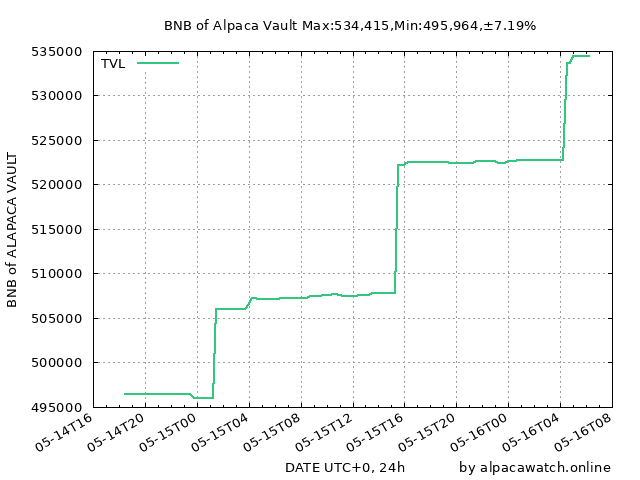 BNB of Alpaca Vault Max:534,415,Min:495,964,±7.19%
TVL
BNB of ALAPACA VAULT
535000
530000
525000
520000
515000
510000
505000
500000
495000
05-14T16
05-14T20
05-15T00
05-15T04
05-15T08
05-15T12
05-15T16
05-15T20
05-16T00
05-16T04
05-16T08
DATE UTC+0, 24h
by alpacawatch.online